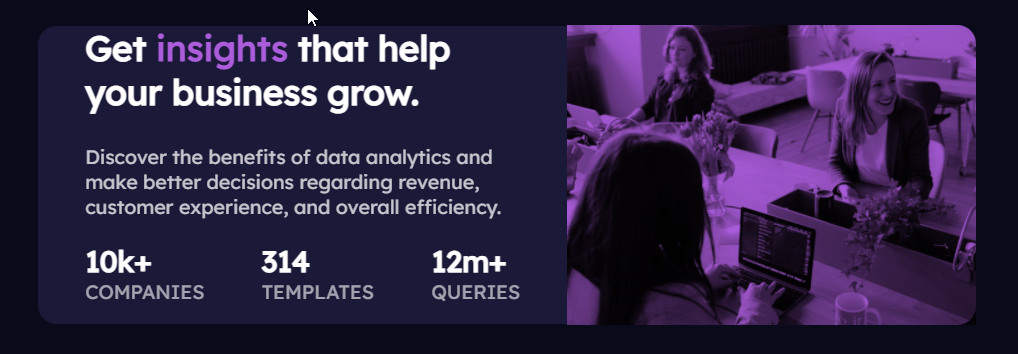 Get insights that help
your business grow.
Discover the benefits of data analytics and
make better decisions regarding revenue,
customer experience, and overall efficiency.
10k+ 314 12m+
COMPANIES TEMPLATES QUERIES